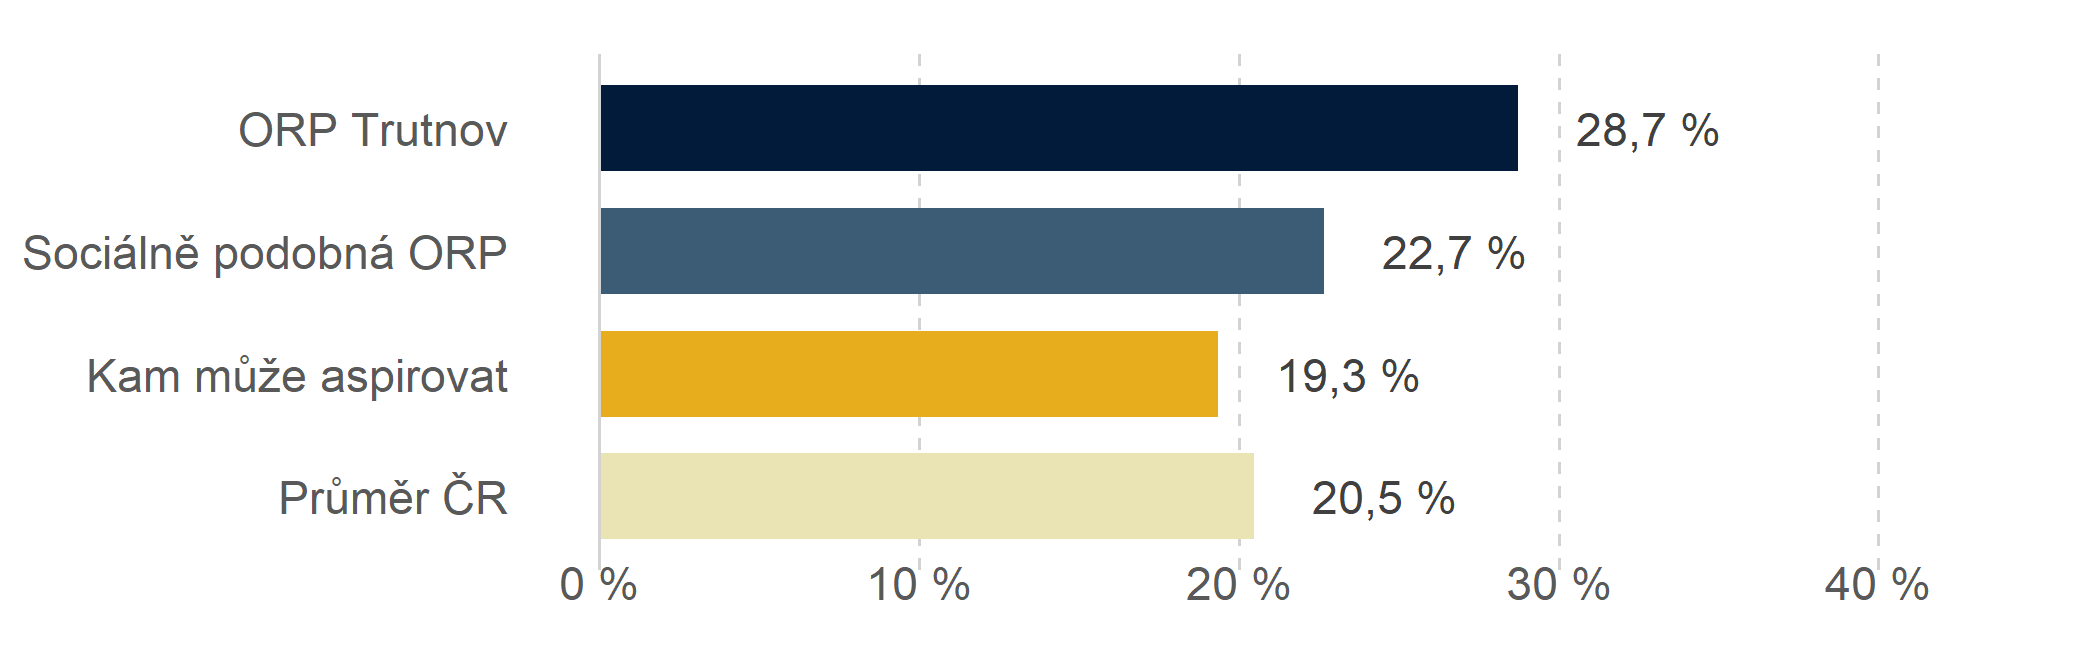 ORP Trutnov 28,7 %
Sociálně podobná ORP 22,7 %
Kam může aspirovat 19,3 %
Průměr ČR 20,5 %
0 % 10 % 20 % 30 % 40 %